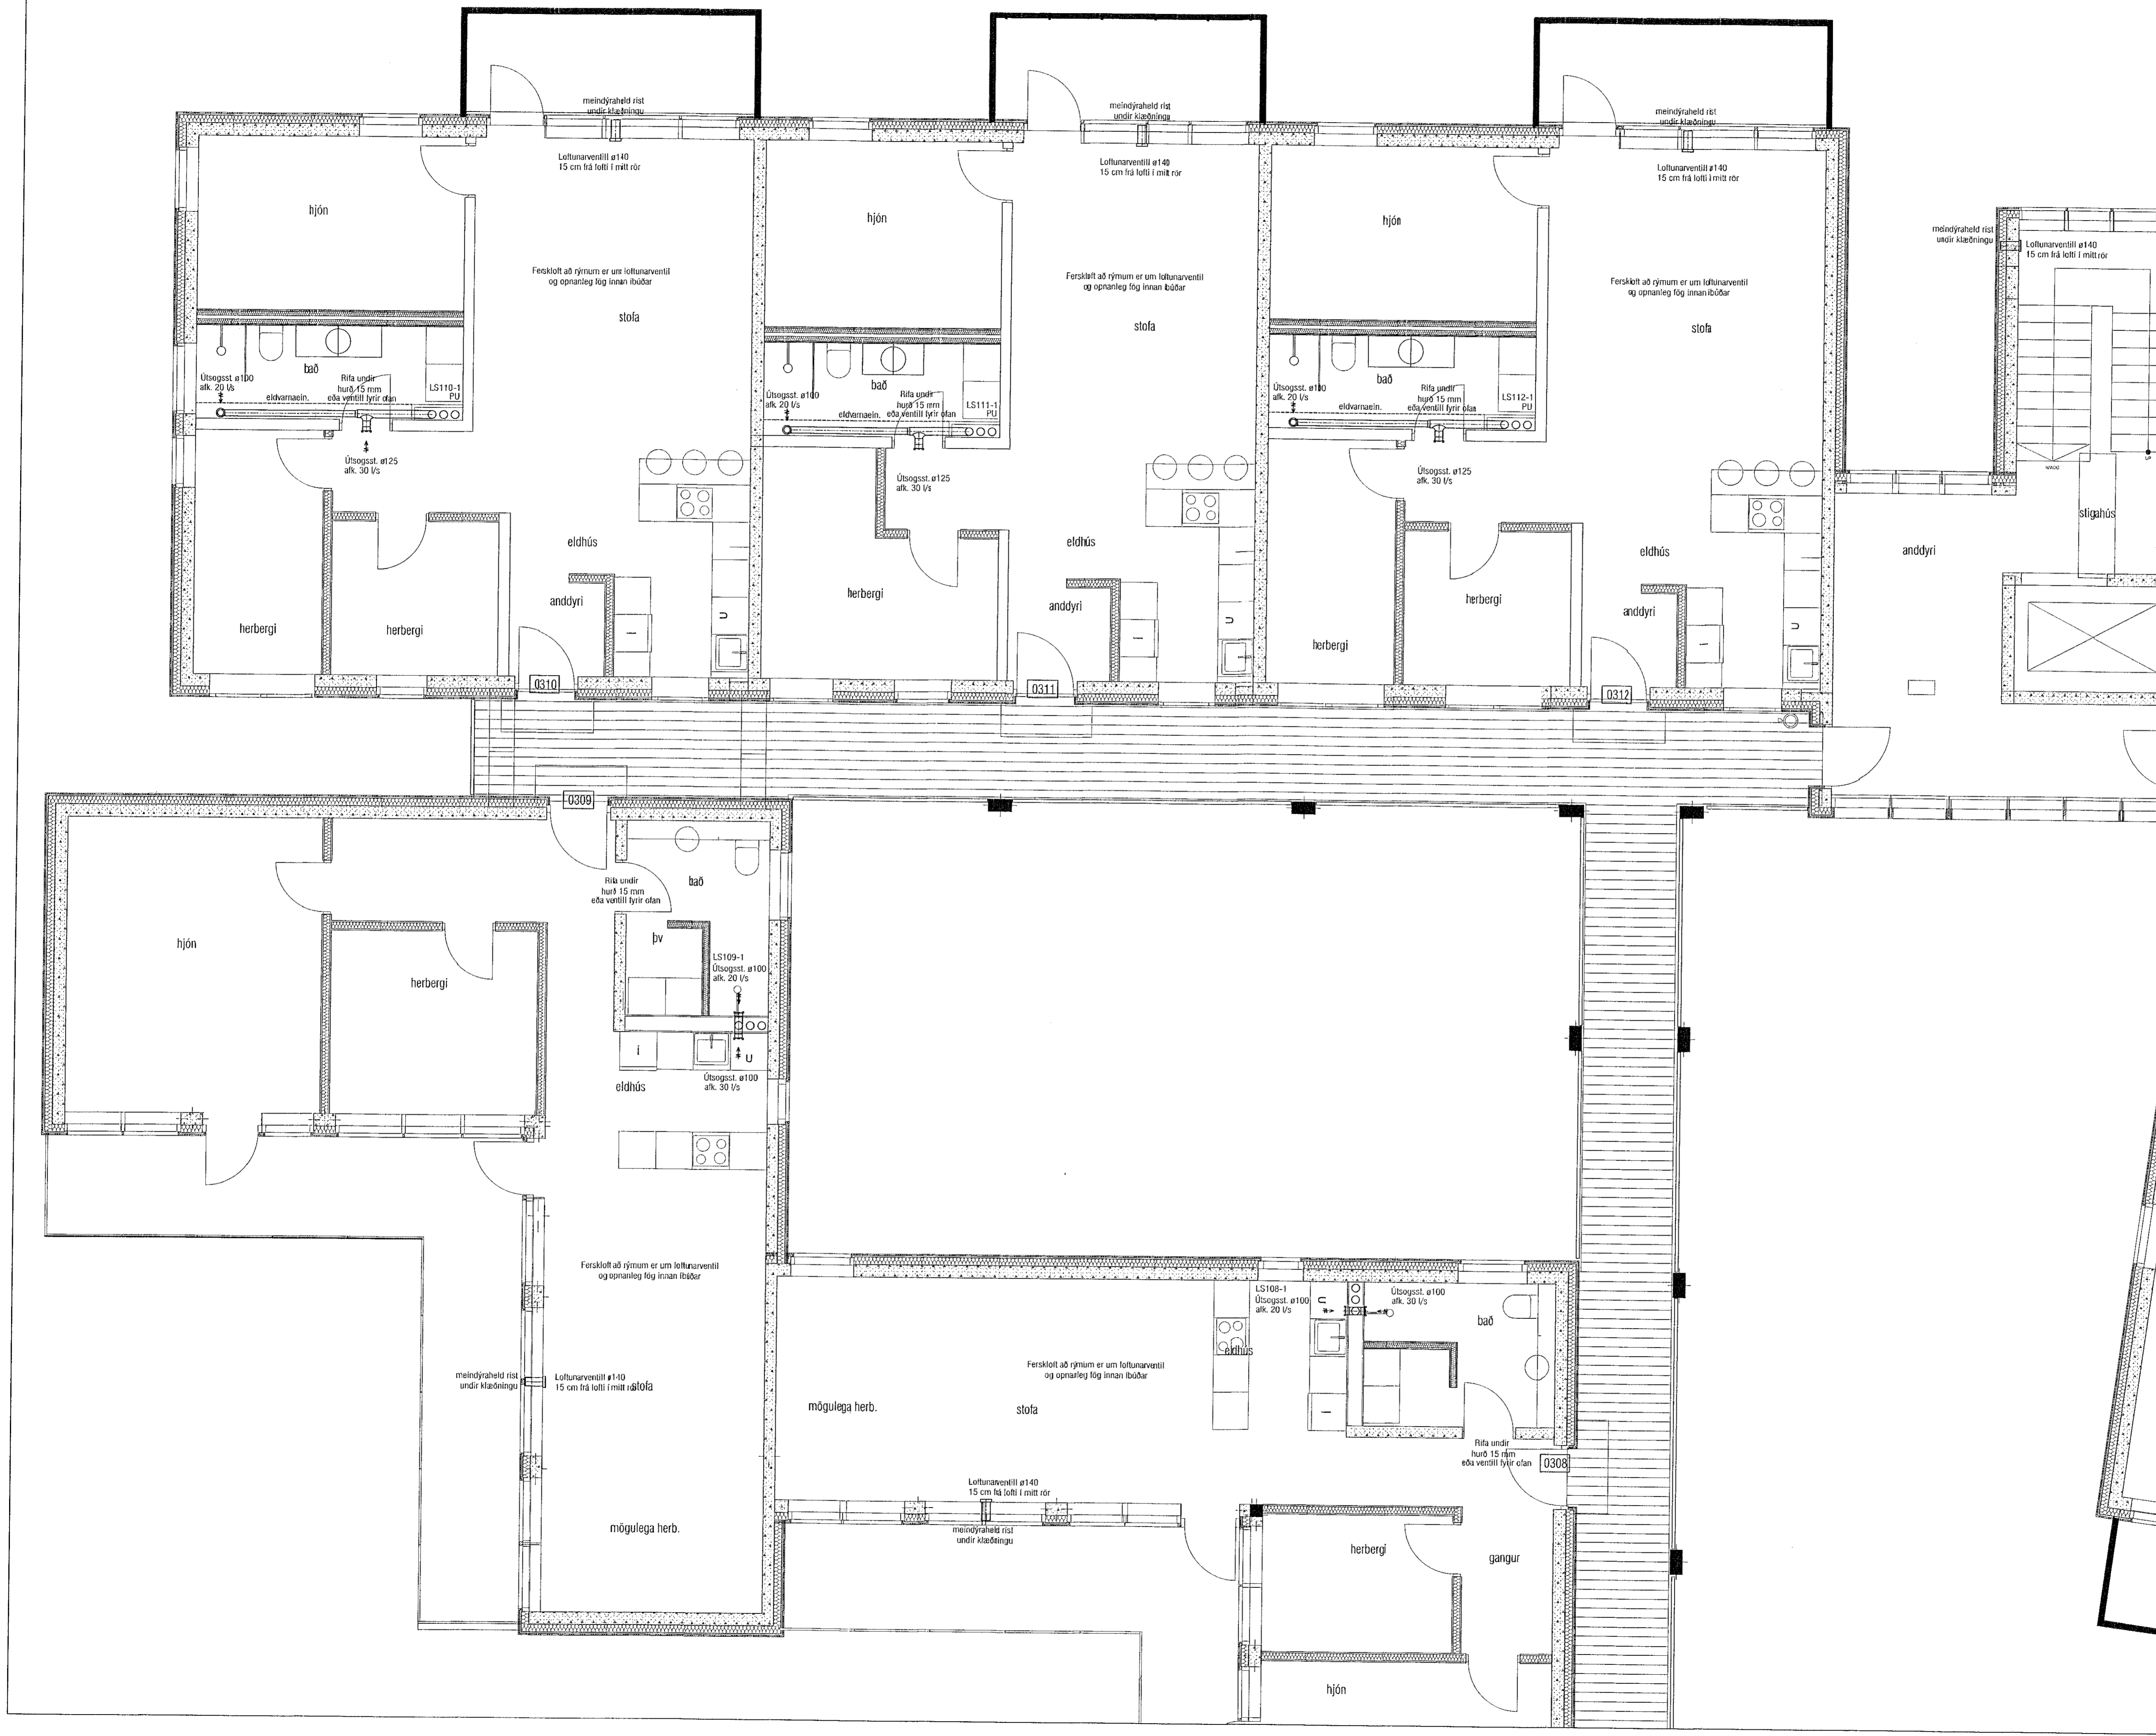 meindýraheld rist
undir klæðningu
Loftunarventill ø140
15 cm frá lofti í mitt rör
hjón
Ferskloft að rýmum er um loftunarventil
og opnanleg fög innan íbúðar
stofa
bað
Útsogsst. ø100
afk. 20 l/s
Rifa undir
hurð 15 mm
eða ventill fyrir ofan
eldvarnaein.
LS110-1
PU
Útsogsst. ø125
afk. 30 l/s
eldhús
anddyri
herbergi
herbergi
0310
meindýraheld rist
undir klæðningu
Loftunarventill ø140
15 cm frá lofti í mitt rör
hjón
Ferskloft að rýmum er um loftunarventil
og opnanleg fög innan íbúðar
stofa
bað
Útsogsst. ø100
afk. 20 l/s
Rifa undir
hurð 15 mm
eða ventill fyrir ofan
eldvarnaein.
LS111-1
PU
Útsogsst. ø125
afk. 30 l/s
eldhús
anddyri
herbergi
0311
meindýraheld rist
undir klæðningu
Loftunarventill ø140
15 cm frá lofti í mitt rör
hjón
Ferskloft að rýmum er um loftunarventil
og opnanleg fög innan íbúðar
stofa
bað
Útsogsst. ø100
afk. 20 l/s
Rifa undir
hurð 15 mm
eða ventill fyrir ofan
eldvarnaein.
LS112-1
PU
Útsogsst. ø125
afk. 30 l/s
eldhús
anddyri
herbergi
herbergi
0312
meindýraheld rist
undir klæðningu
Loftunarventill ø140
15 cm frá lofti í mitt rör
stigahús
anddyri
0309
Rifa undir
hurð 15 mm
eða ventill fyrir ofan
bað
þv
hjón
herbergi
LS109-1
Útsogsst. ø100
afk. 20 l/s
U
Útsogsst. ø100
afk. 30 l/s
eldhús
Ferskloft að rýmum er um loftunarventil
og opnanleg fög innan íbúðar
meindýraheld rist
undir klæðningu
Loftunarventill ø140
15 cm frá lofti í mitt rör
stofa
mögulega herb.
LS108-1
Útsogsst. ø100
afk. 20 l/s
Útsogsst. ø100
afk. 30 l/s
bað
eldhús
Ferskloft að rýmum er um loftunarventil
og opnanleg fög innan íbúðar
mögulega herb.
stofa
Rifa undir
hurð 15 mm
eða ventill fyrir ofan
0308
Loftunarventill ø140
15 cm frá lofti í mitt rör
meindýraheld rist
undir klæðningu
herbergi
gangur
hjón